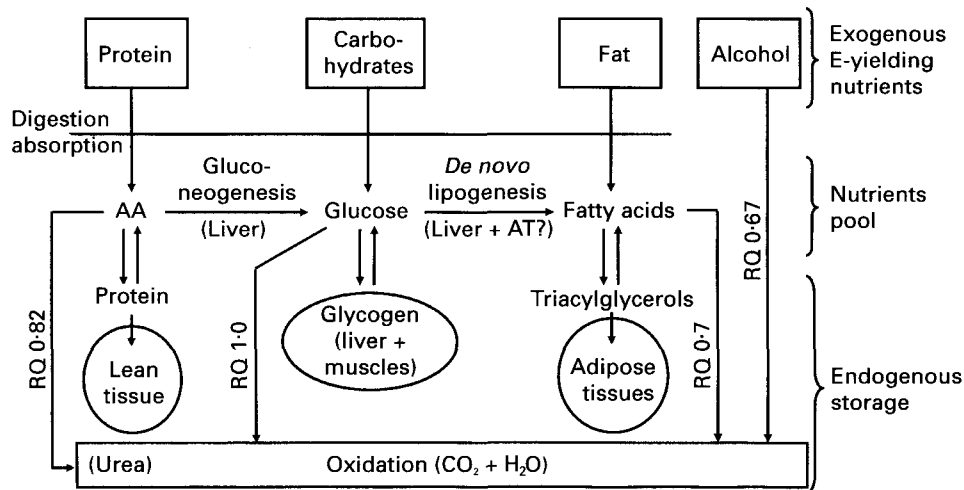 Protein
Carbo-
hydrates
Fat
Alcohol
Exogenous
E-yielding
nutrients
Digestion
absorption
Gluco-
neogenesis
(Liver)
De novo
lipogenesis
(Liver + AT?)
AA
Glucose
Fatty acids
Nutrients
pool
RQ 0·67
Protein
Lean
tissue
Glycogen
(liver +
muscles)
Triacylglycerols
Adipose
tissues
RQ 0·82
RQ 1·0
RQ 0·7
Endogenous
storage
(Urea)
Oxidation (CO₂ + H₂O)